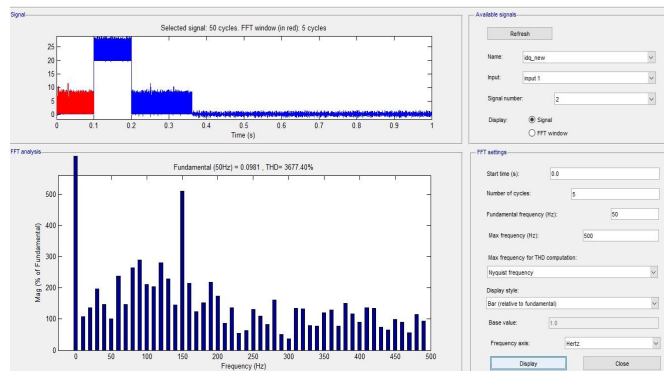 Signal
Selected signal: 50 cycles. FFT window (in red): 5 cycles
25
20
15
10
5
0
0 0.1 0.2 0.3 0.4 0.5 0.6 0.7 0.8 0.9 1
Time (s)
FFT analysis
Fundamental (50Hz) = 0.0981 , THD= 3677.40%
Mag (% of Fundamental)
500
400
300
200
100
0
0 50 100 150 200 250 300 350 400 450 500
Frequency (Hz)
Available signals
Refresh
Name: idq_new
Input: input 1
Signal number: 2
Display: Signal
FFT window
FFT settings
Start time (s): 0.0
Number of cycles: 5
Fundamental frequency (Hz): 50
Max frequency (Hz): 500
Max frequency for THD computation:
Nyquist frequency
Display style:
Bar (relative to fundamental)
Base value: 1.0
Frequency axis: Hertz
Display Close